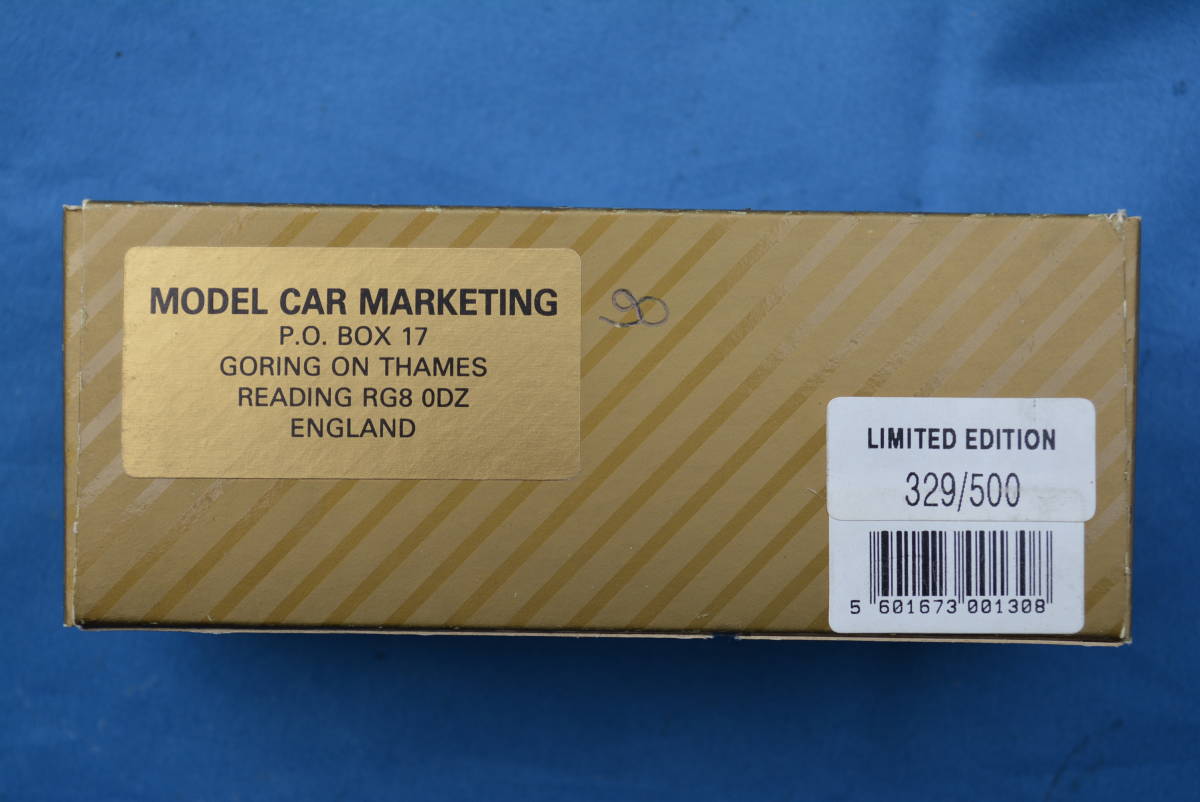 MODEL CAR MARKETING
P.O. BOX 17
GORING ON THAMES
READING RG8 0DZ
ENGLAND
LIMITED EDITION
329/500
5 601673 001308